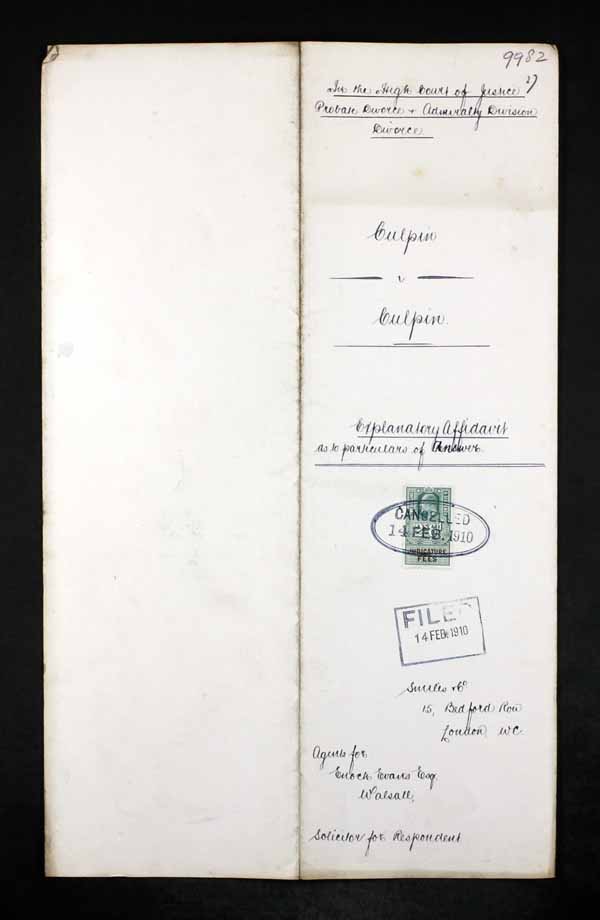 9982
2)
In the High Court of Justice
Probate Divorce & Admiralty Division
Divorce
Culpin
v
Culpin.
Explanatory Affidavit
as to particulars of Answer.
CANCELLED
14 FEB. 1910
JUDICATURE
FEES
FILED
14 FEB. 1910
Smiles & Co
15, Bedford Row
London WC
Agents for
Enoch Evans Esq.
Walsall,
Solicitor for Respondent